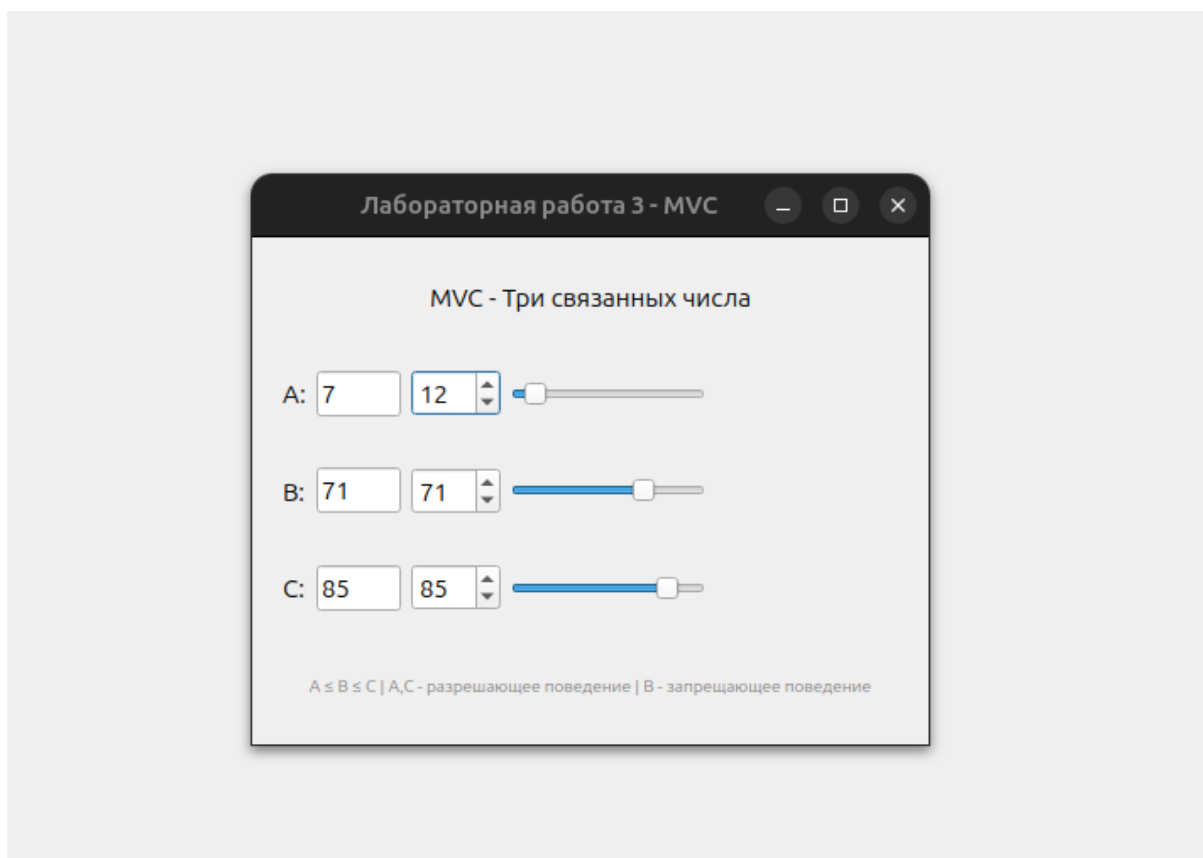 Лабораторная работа 3 - MVC
MVC - Три связанных числа
A: 7 12
B: 71 71
C: 85 85
A ≤ B ≤ C | A,C - разрешающее поведение | B - запрещающее поведение